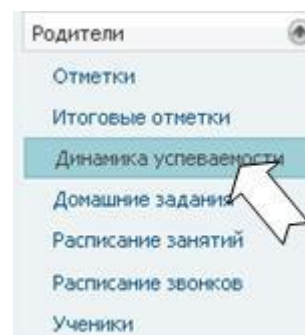 Родители
Отметки
Итоговые отметки
Динамика успеваемости
Домашние задания
Расписание занятий
Расписание звонков
Ученики